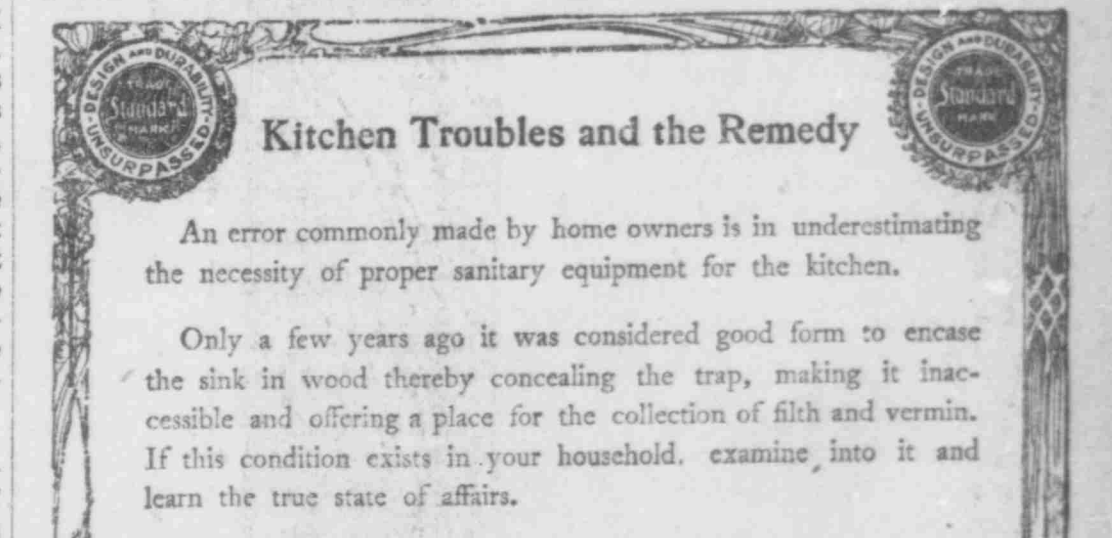 DESIGN AND DURABILITY
UNSURPASSED
TRADE
Standard
MARK
DESIGN AND DURABILITY
UNSURPASSED
TRADE
Standard
MARK
Kitchen Troubles and the Remedy
An error commonly made by home owners is in underestimating
the necessity of proper sanitary equipment for the kitchen.
Only a few years ago it was considered good form to encase
the sink in wood thereby concealing the trap, making it inac-
cessible and offering a place for the collection of filth and vermin.
If this condition exists in your household, examine into it and
learn the true state of affairs.